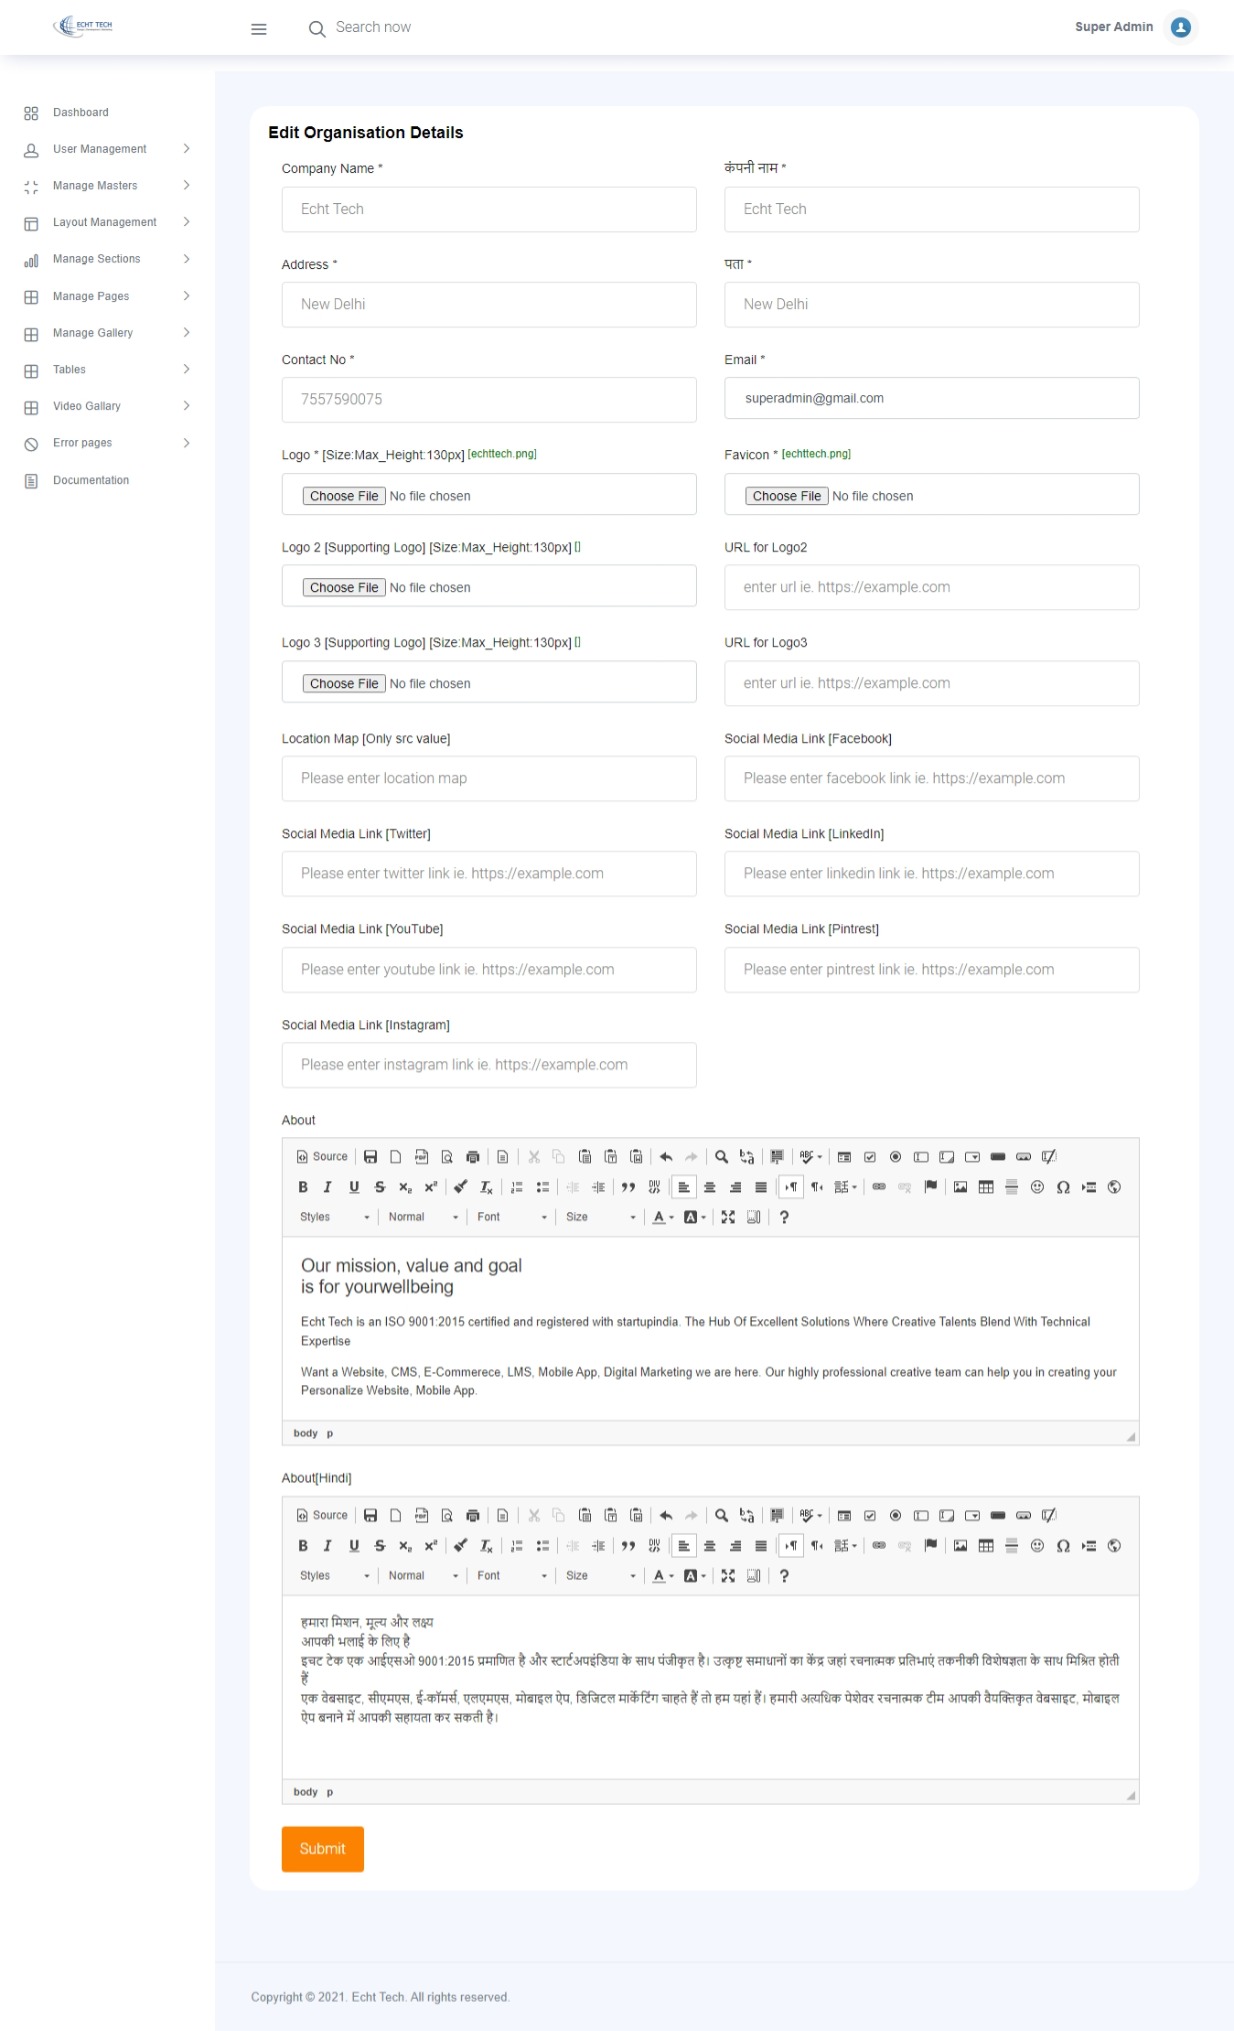 ECHT TECH
Search now
Super Admin
Dashboard
User Management
Manage Masters
Layout Management
Manage Sections
Manage Pages
Manage Gallery
Tables
Video Gallary
Error pages
Documentation
Edit Organisation Details
Company Name *
कंपनी नाम *
Echt Tech
Echt Tech
Address *
पता *
New Delhi
New Delhi
Contact No *
Email *
7557590075
superadmin@gmail.com
Logo * [Size:Max_Height:130px] [echttech.png]
Favicon * [echttech.png]
Choose File No file chosen
Choose File No file chosen
Logo 2 [Supporting Logo] [Size:Max_Height:130px] []
URL for Logo2
Choose File No file chosen
enter url ie. https://example.com
Logo 3 [Supporting Logo] [Size:Max_Height:130px] []
URL for Logo3
Choose File No file chosen
enter url ie. https://example.com
Location Map [Only src value]
Social Media Link [Facebook]
Please enter location map
Please enter facebook link ie. https://example.com
Social Media Link [Twitter]
Social Media Link [LinkedIn]
Please enter twitter link ie. https://example.com
Please enter linkedin link ie. https://example.com
Social Media Link [YouTube]
Social Media Link [Pintrest]
Please enter youtube link ie. https://example.com
Please enter pintrest link ie. https://example.com
Social Media Link [Instagram]
Please enter instagram link ie. https://example.com
About
Source
Styles Normal Font Size
Our mission, value and goal
is for yourwellbeing
Echt Tech is an ISO 9001:2015 certified and registered with startupindia. The Hub Of Excellent Solutions Where Creative Talents Blend With Technical
Expertise
Want a Website, CMS, E-Commerece, LMS, Mobile App, Digital Marketing we are here. Our highly professional creative team can help you in creating your
Personalize Website, Mobile App.
body p
About[Hindi]
Source
Styles Normal Font Size
हमारा मिशन, मूल्य और लक्ष्य
आपकी भलाई के लिए है
इचट टेक एक आईएसओ 9001:2015 प्रमाणित है और स्टार्टअपइंडिया के साथ पंजीकृत है। उत्कृष्ट समाधानों का केंद्र जहां रचनात्मक प्रतिभाएं तकनीकी विशेषज्ञता के साथ मिश्रित होती
हैं
एक वेबसाइट, सीएमएस, ई-कॉमर्स, एलएमएस, मोबाइल ऐप, डिजिटल मार्केटिंग चाहते हैं तो हम यहां हैं। हमारी अत्यधिक पेशेवर रचनात्मक टीम आपकी वैयक्तिकृत वेबसाइट, मोबाइल
ऐप बनाने में आपकी सहायता कर सकती है।
body p
Submit
Copyright © 2021. Echt Tech. All rights reserved.